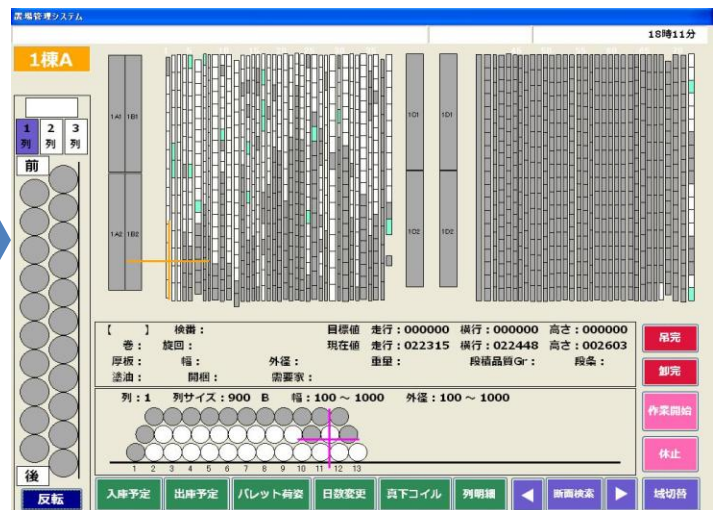 置場管理システム
18時11分
1棟A
1A1 1B1
1D1
1D1
1 2 3
列 列 列
前
1A2 1B2
1D2
1D2
【　　】 検番： 目標値 走行：000000 横行：000000 高さ：000000
巻： 旋回： 現在値 走行：022315 横行：022448 高さ：002603
厚板： 幅： 外径： 重量： 段積品質Gr： 段条：
塗油： 開梱： 需要家：
吊完
卸完
列：1 列サイズ：900 B 幅：100 ～ 1000 外径：100 ～ 1000
作業開始
休止
1 2 3 4 5 6 7 8 9 10 11 12 13
後
反転
入庫予定 出庫予定 パレット荷姿 日数変更 真下コイル 列明細 断面検索 域切替